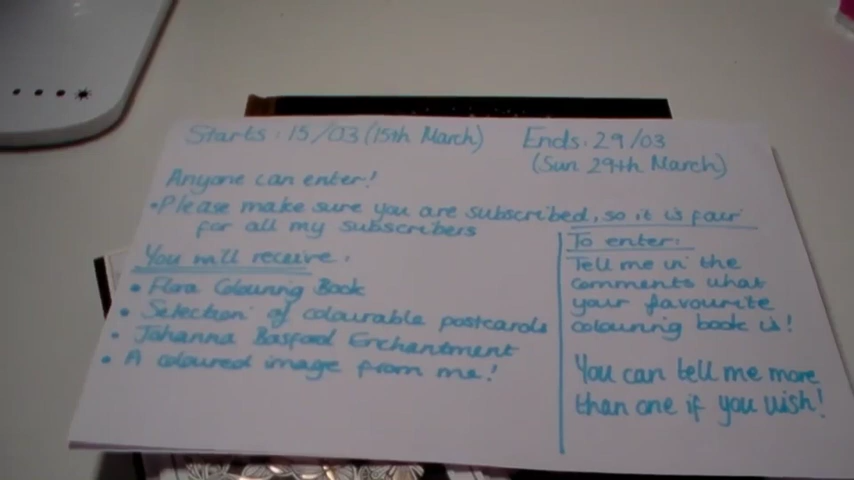 Starts: 15/03 (15th March)
Ends: 29/03
(Sun 29th March)
Anyone can enter!
•Please make sure you are subscribed, so it is fair
for all my subscribers
You will receive:
• Flora Colouring Book
• Selection of colourable postcards
• Johanna Basford Enchantment
• A coloured image from me!
To enter:
Tell me in the
comments what
your favourite
colouring book is!
You can tell me more
than one if you wish!